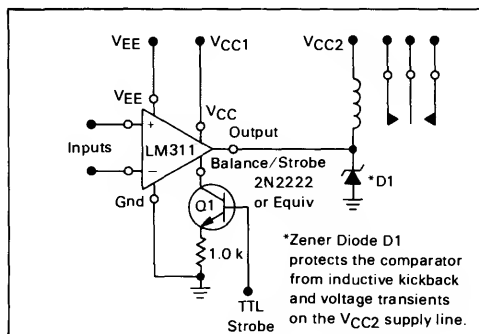 VEE
VCC1
VCC2
VEE
VCC
Output
+
Inputs
LM311
−
Balance/Strobe
2N2222
or Equiv
*D1
Gnd
Q1
1.0 k
TTL
Strobe
*Zener Diode D1
protects the comparator
from inductive kickback
and voltage transients
on the VCC2 supply line.